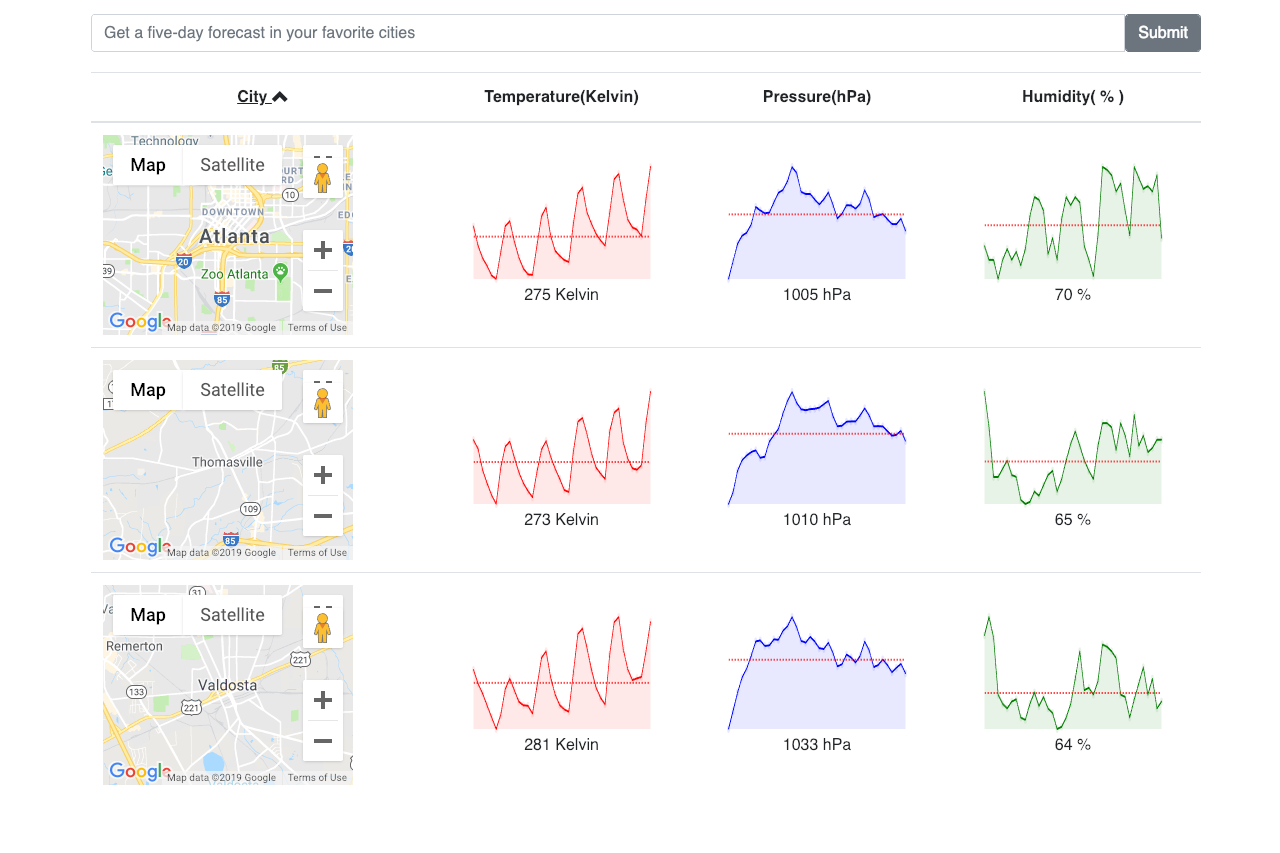 Get a five-day forecast in your favorite cities
Submit
City Temperature(Kelvin) Pressure(hPa) Humidity( % )
Technology
Map Satellite
10
DOWNTOWN
Atlanta
20
Zoo Atlanta
39
85
Google Map data ©2019 Google Terms of Use
275 Kelvin 1005 hPa 70 %
85
Map Satellite
Thomasville
109
85
Google Map data ©2019 Google Terms of Use
273 Kelvin 1010 hPa 65 %
31
Map Satellite
Remerton
221
Valdosta
133
221
Google Map data ©2019 Google Terms of Use
281 Kelvin 1033 hPa 64 %